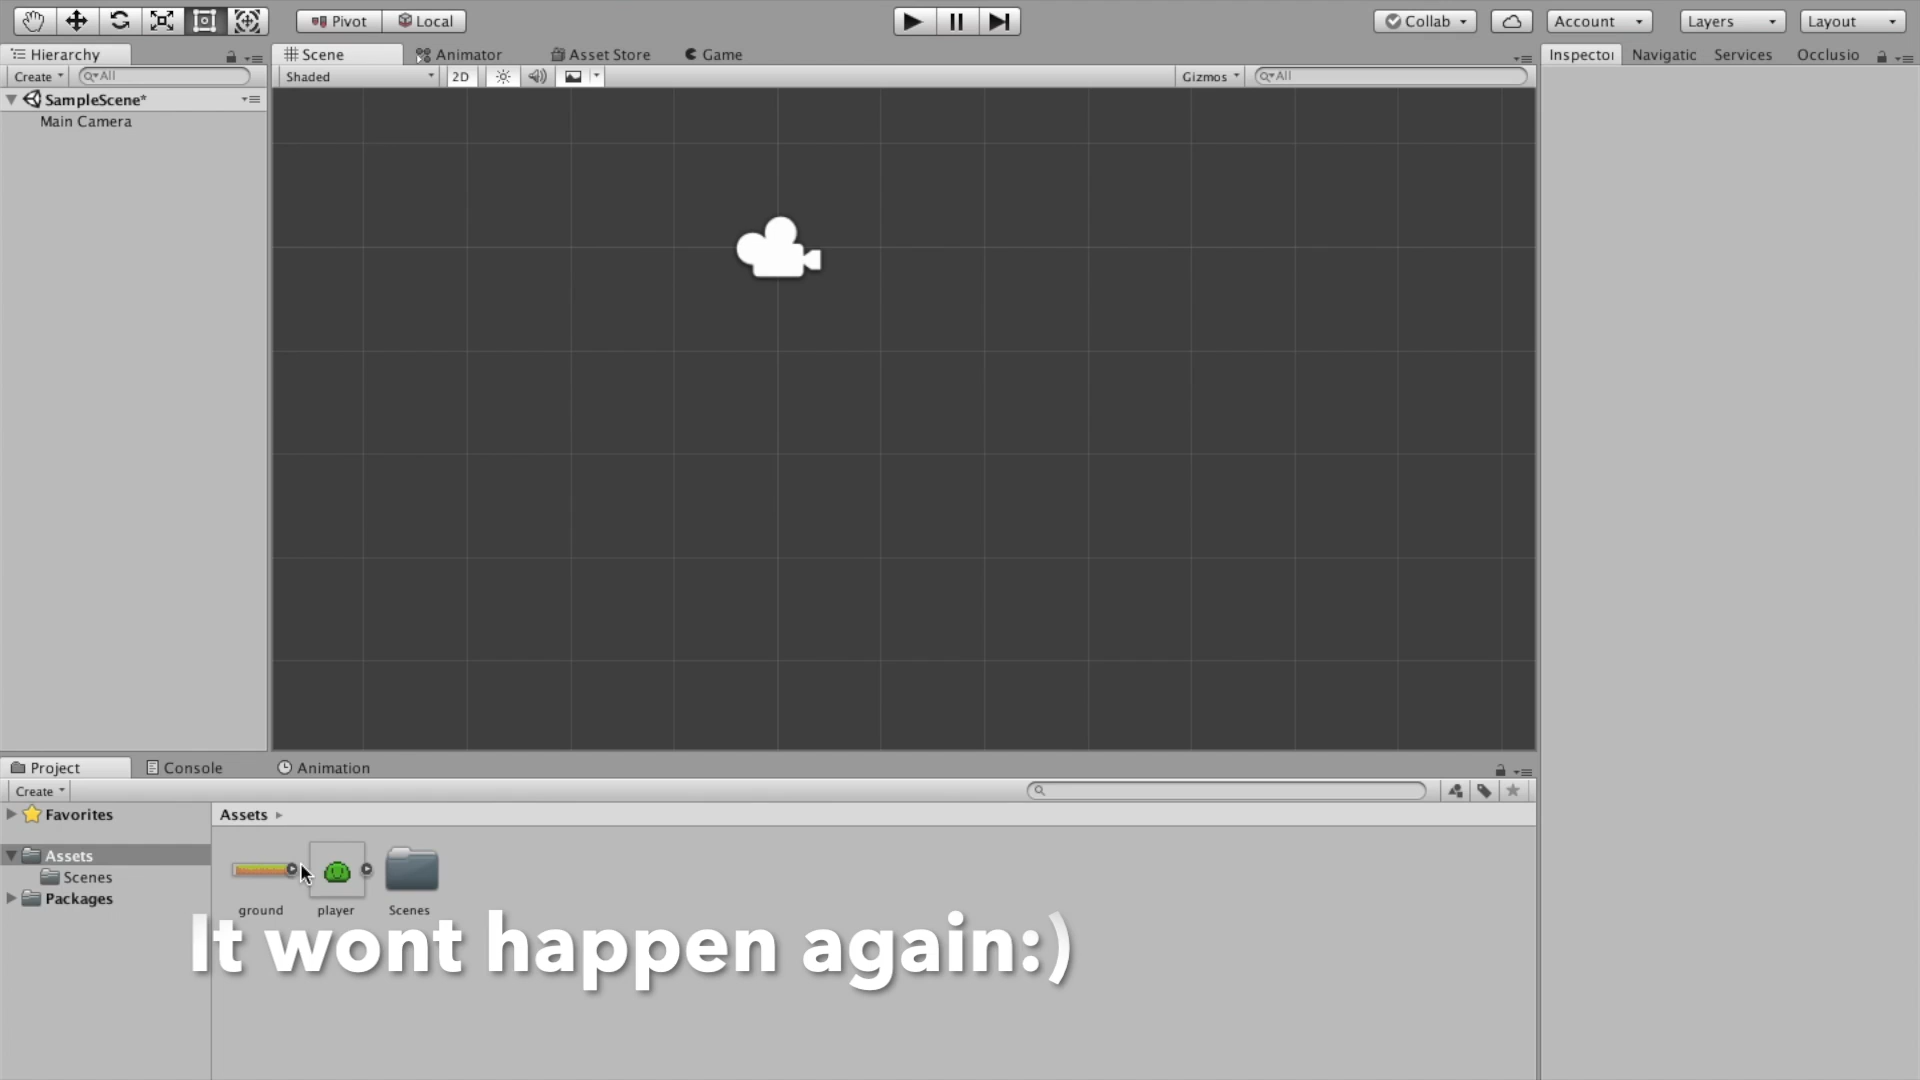 Pivot Local Collab Account Layers Layout
Hierarchy Scene Animator Asset Store Game Inspector Navigatic Services Occlusio
Create All Shaded 2D Gizmos All
SampleScene*
Main Camera
Project Console Animation
Create
Favorites Assets
Assets
Scenes
Packages
ground player Scenes
It wont happen again:)